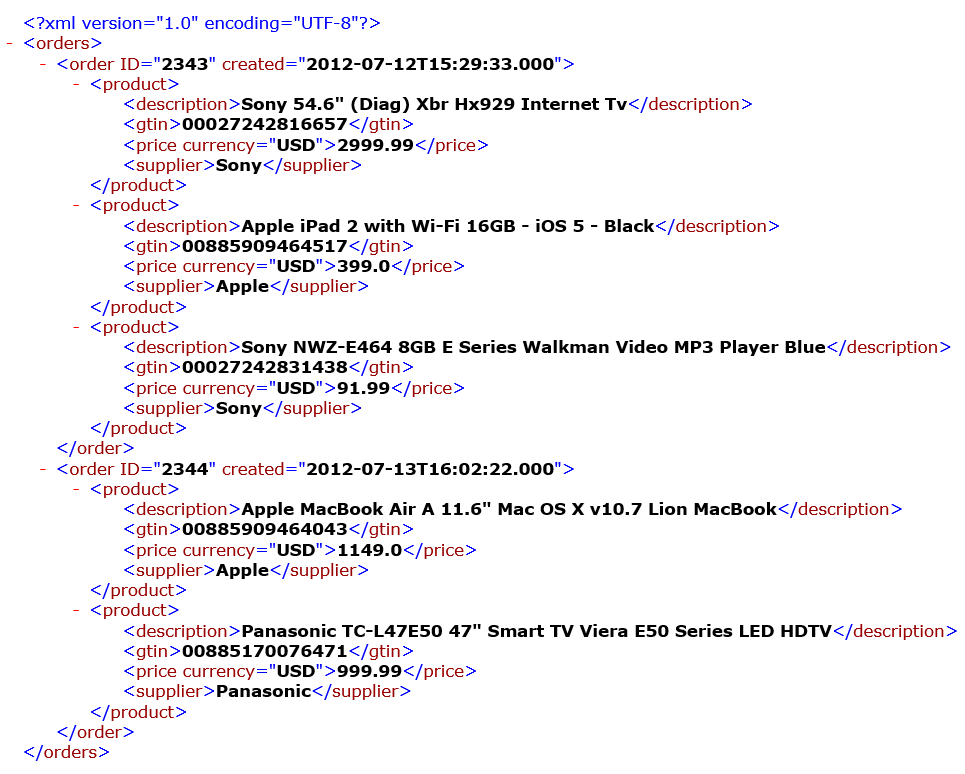 <?xml version="1.0" encoding="UTF-8"?>
- <orders>
- <order ID="2343" created="2012-07-12T15:29:33.000">
- <product>
<description>Sony 54.6" (Diag) Xbr Hx929 Internet Tv</description>
<gtin>00027242816657</gtin>
<price currency="USD">2999.99</price>
<supplier>Sony</supplier>
</product>
- <product>
<description>Apple iPad 2 with Wi-Fi 16GB - iOS 5 - Black</description>
<gtin>00885909464517</gtin>
<price currency="USD">399.0</price>
<supplier>Apple</supplier>
</product>
- <product>
<description>Sony NWZ-E464 8GB E Series Walkman Video MP3 Player Blue</description>
<gtin>00027242831438</gtin>
<price currency="USD">91.99</price>
<supplier>Sony</supplier>
</product>
</order>
- <order ID="2344" created="2012-07-13T16:02:22.000">
- <product>
<description>Apple MacBook Air A 11.6" Mac OS X v10.7 Lion MacBook</description>
<gtin>00885909464043</gtin>
<price currency="USD">1149.0</price>
<supplier>Apple</supplier>
</product>
- <product>
<description>Panasonic TC-L47E50 47" Smart TV Viera E50 Series LED HDTV</description>
<gtin>00885170076471</gtin>
<price currency="USD">999.99</price>
<supplier>Panasonic</supplier>
</product>
</order>
</orders>